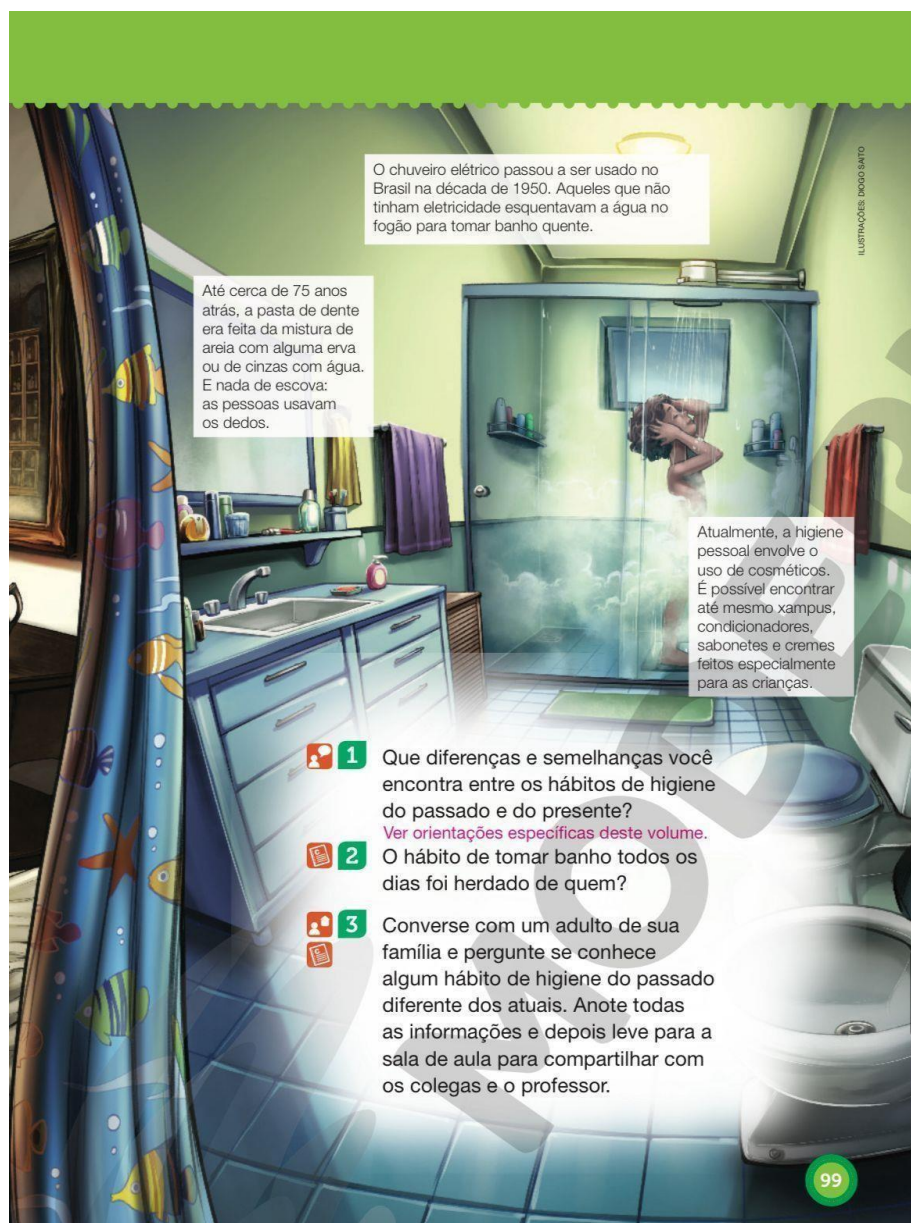 O chuveiro elétrico passou a ser usado no
Brasil na década de 1950. Aqueles que não
tinham eletricidade esquentavam a água no
fogão para tomar banho quente.
ILUSTRAÇÕES: DIOGO SAITO
Até cerca de 75 anos
atrás, a pasta de dente
era feita da mistura de
areia com alguma erva
ou de cinzas com água.
E nada de escova:
as pessoas usavam
os dedos.
Atualmente, a higiene
pessoal envolve o
uso de cosméticos.
É possível encontrar
até mesmo xampus,
condicionadores,
sabonetes e cremes
feitos especialmente
para as crianças.
1 Que diferenças e semelhanças você
encontra entre os hábitos de higiene
do passado e do presente?
Ver orientações específicas deste volume.
2 O hábito de tomar banho todos os
dias foi herdado de quem?
3 Converse com um adulto de sua
família e pergunte se conhece
algum hábito de higiene do passado
diferente dos atuais. Anote todas
as informações e depois leve para a
sala de aula para compartilhar com
os colegas e o professor.
99